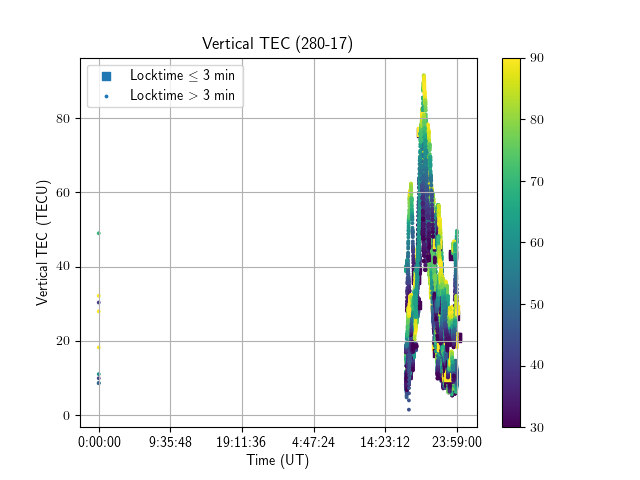 Vertical TEC (280-17)
Locktime ≤ 3 min
Locktime > 3 min
Vertical TEC (TECU)
80
60
40
20
0
0:00:00 9:35:48 19:11:36 4:47:24 14:23:12 23:59:00
Time (UT)
90
80
70
60
50
40
30